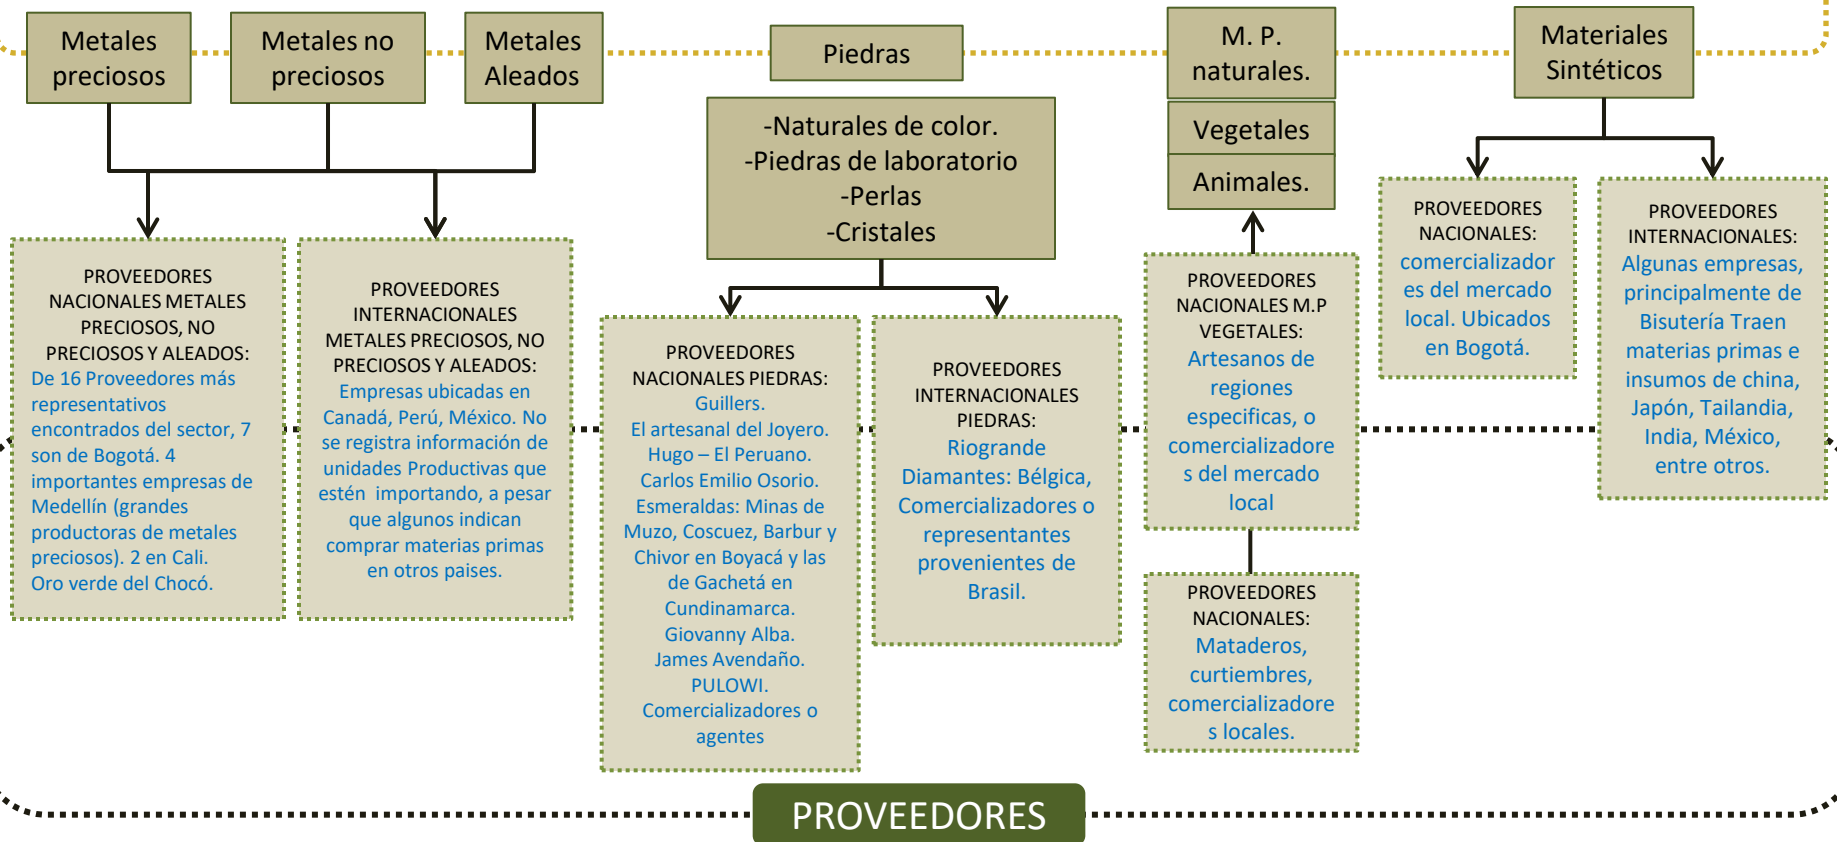 Metales
preciosos
Metales no
preciosos
Metales
Aleados
Piedras
M. P.
naturales.
Vegetales
Animales.
Materiales
Sintéticos
-Naturales de color.
-Piedras de laboratorio
-Perlas
-Cristales
PROVEEDORES
NACIONALES METALES
PRECIOSOS, NO
PRECIOSOS Y ALEADOS:
De 16 Proveedores más
representativos
encontrados del sector, 7
son de Bogotá. 4
importantes empresas de
Medellín (grandes
productoras de metales
preciosos). 2 en Cali.
Oro verde del Chocó.
PROVEEDORES
INTERNACIONALES
METALES PRECIOSOS, NO
PRECIOSOS Y ALEADOS:
Empresas ubicadas en
Canadá, Perú, México. No
se registra información de
unidades Productivas que
estén importando, a pesar
que algunos indican
comprar materias primas
en otros paises.
PROVEEDORES
NACIONALES PIEDRAS:
Guillers.
El artesanal del Joyero.
Hugo – El Peruano.
Carlos Emilio Osorio.
Esmeraldas: Minas de
Muzo, Coscuez, Barbur y
Chivor en Boyacá y las
de Gachetá en
Cundinamarca.
Giovanny Alba.
James Avendaño.
PULOWI.
Comercializadores o
agentes
PROVEEDORES
INTERNACIONALES
PIEDRAS:
Riogrande
Diamantes: Bélgica,
Comercializadores o
representantes
provenientes de
Brasil.
PROVEEDORES
NACIONALES M.P
VEGETALES:
Artesanos de
regiones
especificas, o
comercializadore
s del mercado
local
PROVEEDORES
NACIONALES:
Mataderos,
curtiembres,
comercializadore
s locales.
PROVEEDORES
NACIONALES:
comercializador
es del mercado
local. Ubicados
en Bogotá.
PROVEEDORES
INTERNACIONALES:
Algunas empresas,
principalmente de
Bisutería Traen
materias primas e
insumos de china,
Japón, Tailandia,
India, México,
entre otros.
PROVEEDORES